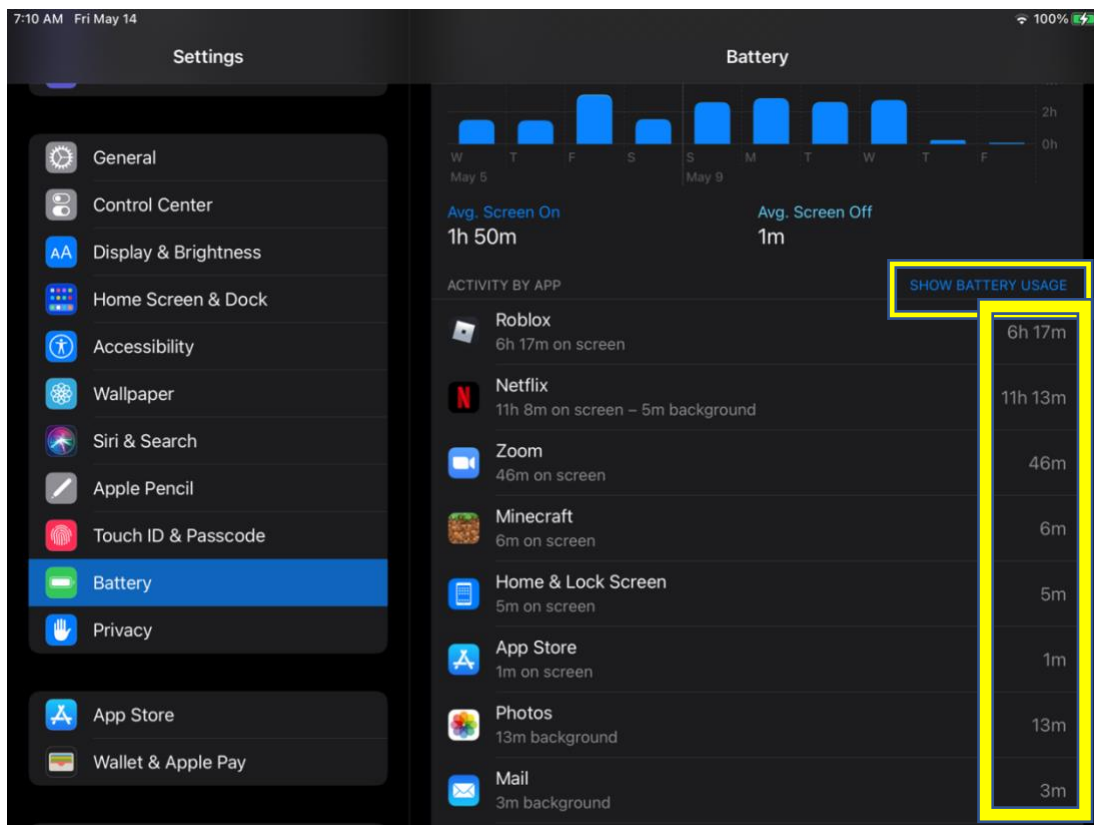 7:10 AM Fri May 14
100%
Settings
General
Control Center
AA Display & Brightness
Home Screen & Dock
Accessibility
Wallpaper
Siri & Search
Apple Pencil
Touch ID & Passcode
Battery
Privacy
App Store
Wallet & Apple Pay
Battery
2h
0h
W T F S S M T W T F
May 5 May 9
Avg. Screen On Avg. Screen Off
1h 50m 1m
ACTIVITY BY APP SHOW BATTERY USAGE
Roblox
6h 17m on screen
6h 17m
N
Netflix
11h 8m on screen – 5m background
11h 13m
Zoom
46m on screen
46m
Minecraft
6m on screen
6m
Home & Lock Screen
5m on screen
5m
App Store
1m on screen
1m
Photos
13m background
13m
Mail
3m background
3m